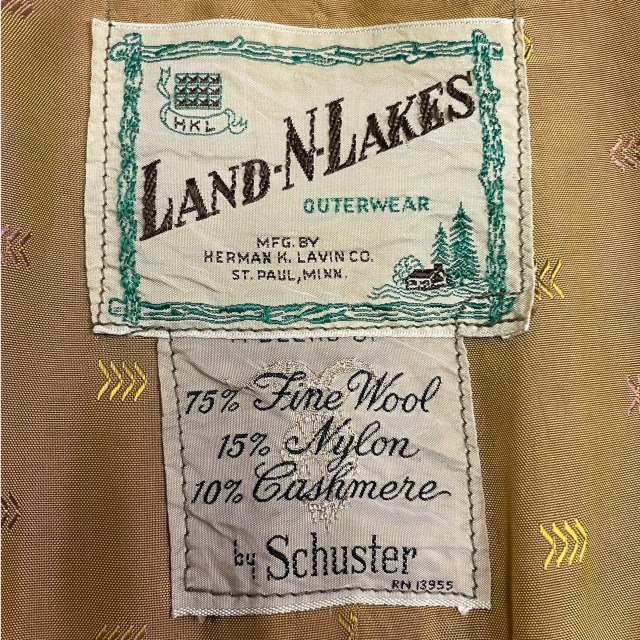 HKL
LAND-N-LAKES
OUTERWEAR
MFG. BY
HERMAN K. LAVIN CO.
ST. PAUL, MINN.
75% Fine Wool
15% Nylon
10% Cashmere
by Schuster
RN 13955